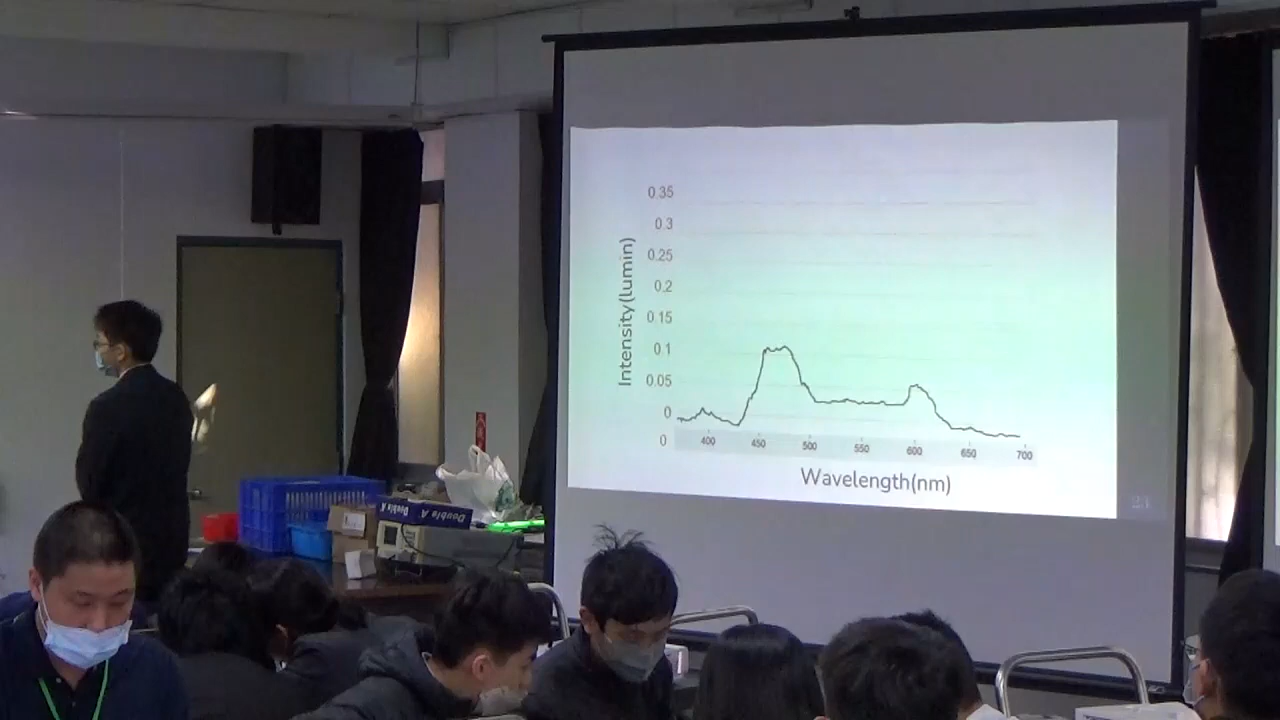 0.35
0.3
0.25
0.2
0.15
0.1
0.05
0
0
Intensity(lumin)
400 450 500 550 600 650 700
Wavelength(nm)
Double A
Double A